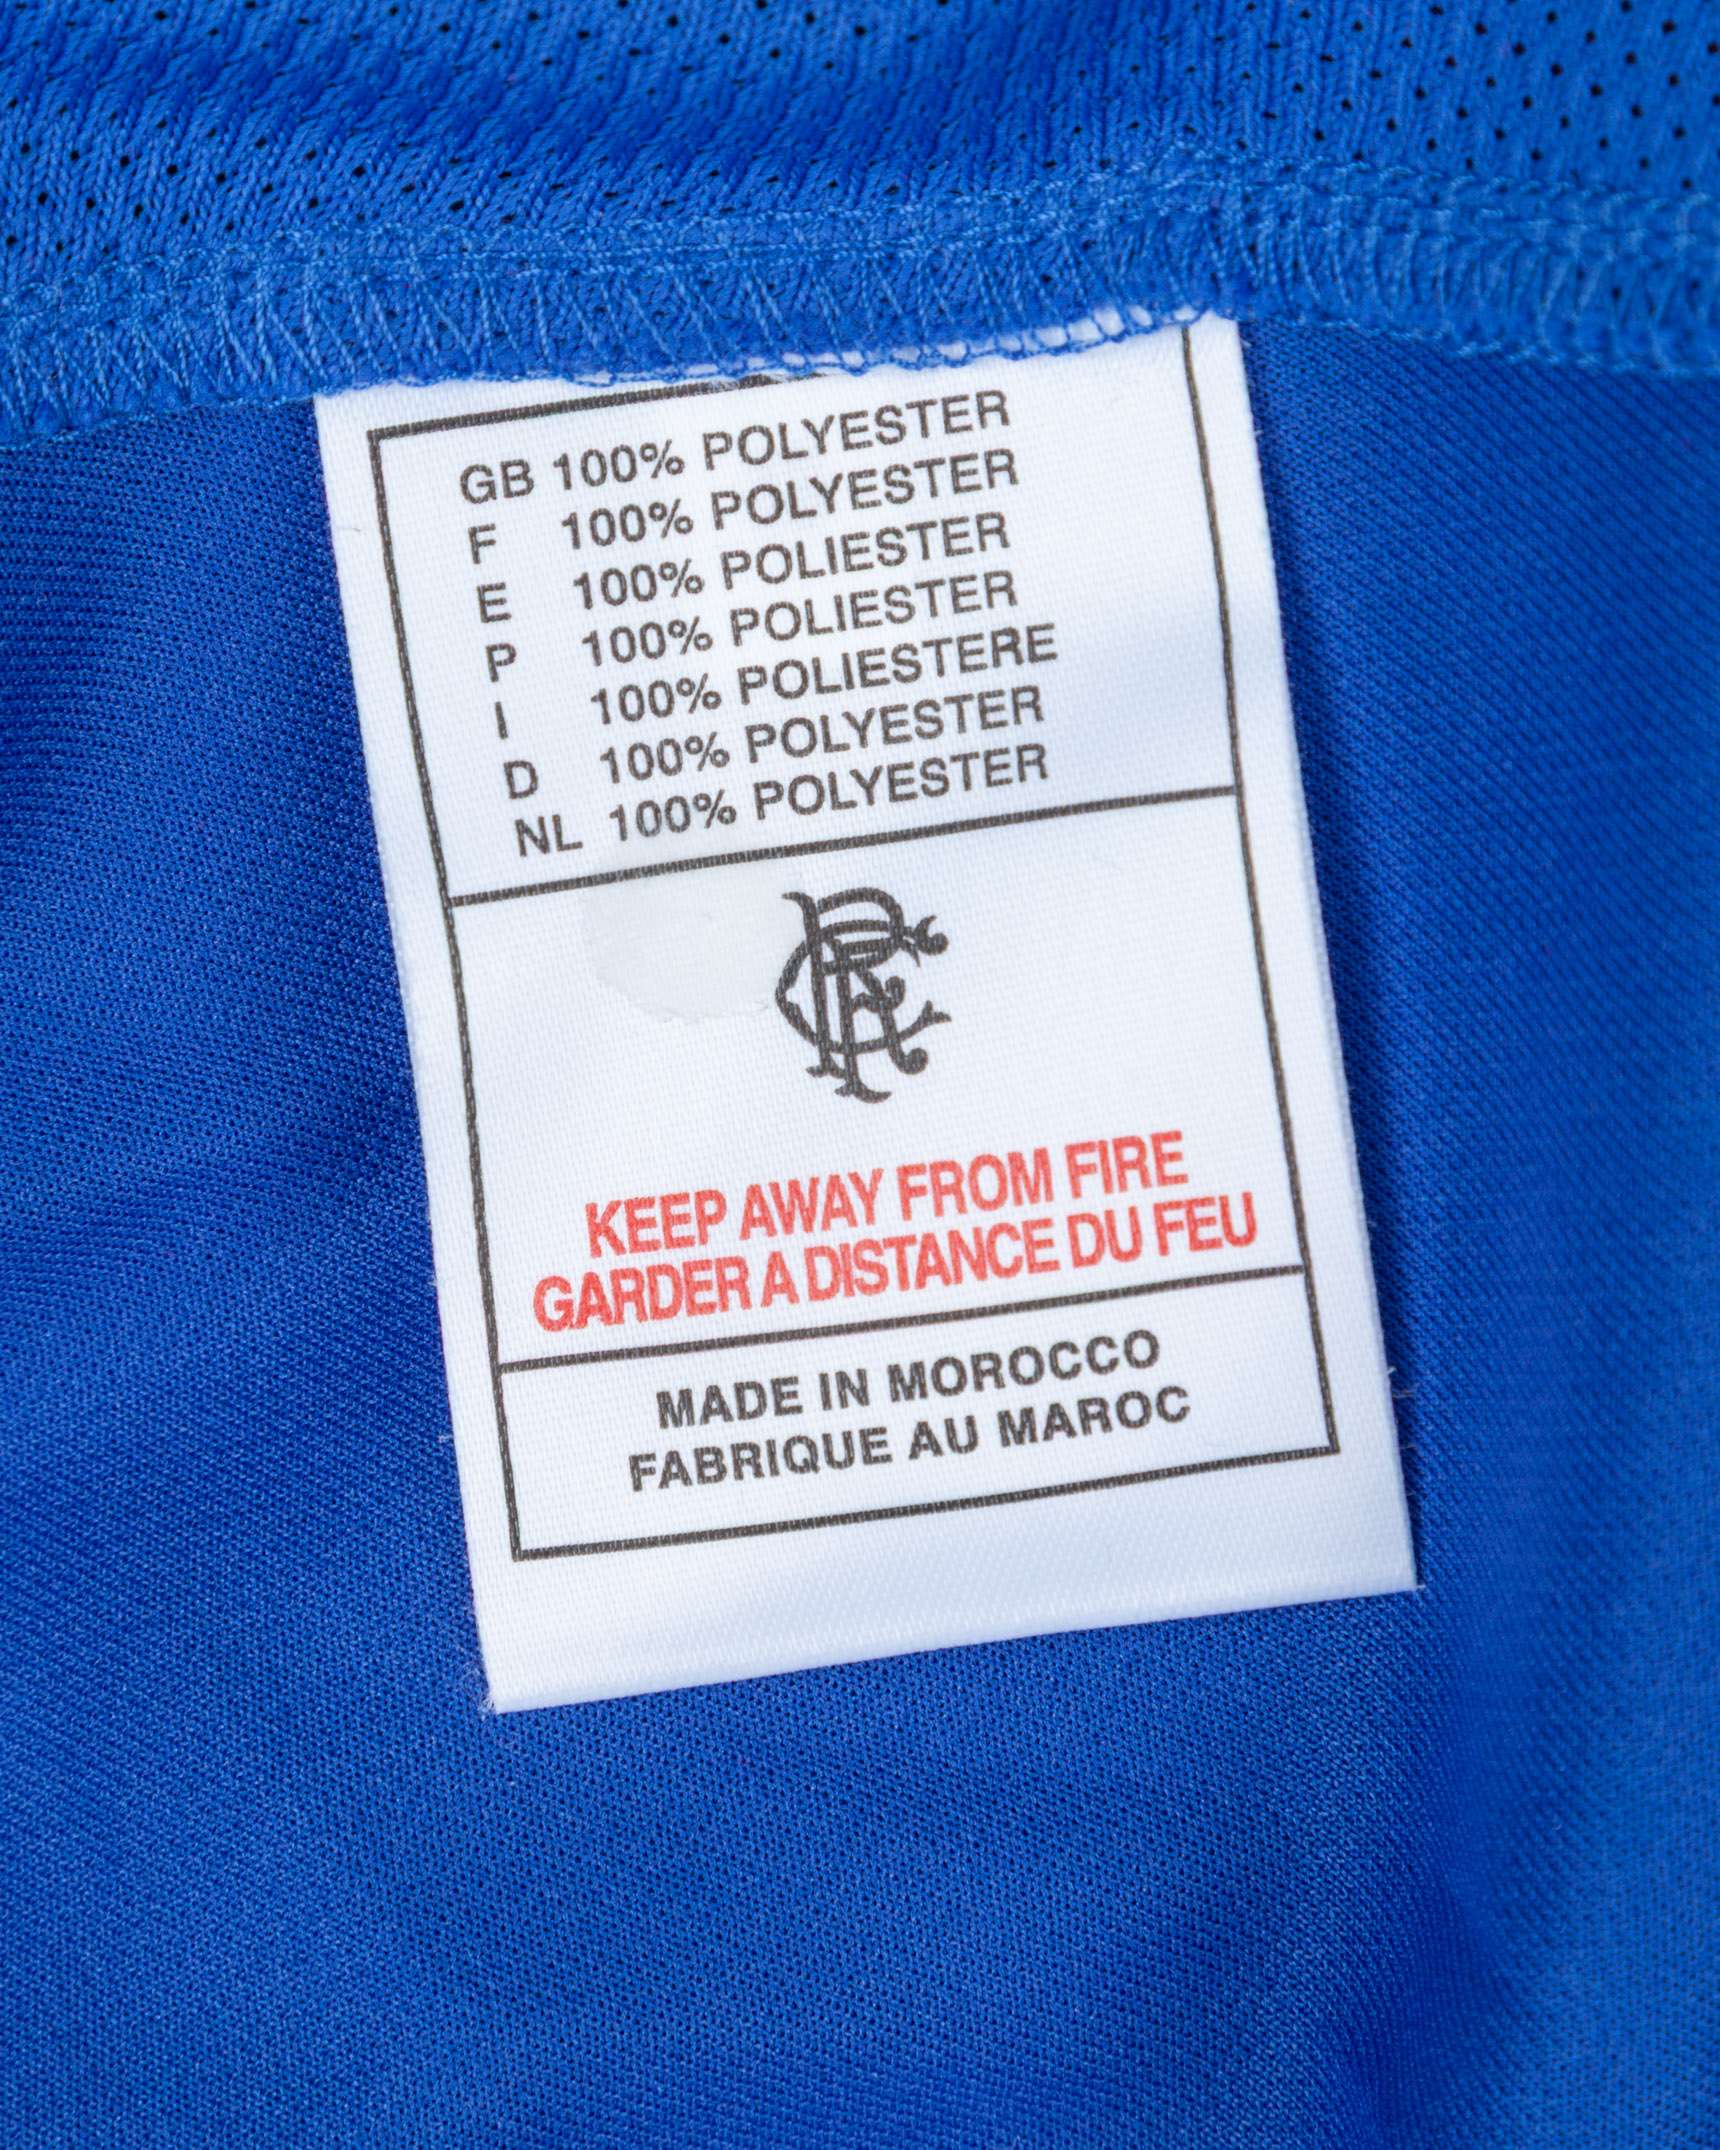 GB 100% POLYESTER
F 100% POLYESTER
E 100% POLIESTER
P 100% POLIESTER
I 100% POLIESTERE
D 100% POLYESTER
NL 100% POLYESTER
RFC
KEEP AWAY FROM FIRE
GARDER A DISTANCE DU FEU
MADE IN MOROCCO
FABRIQUE AU MAROC